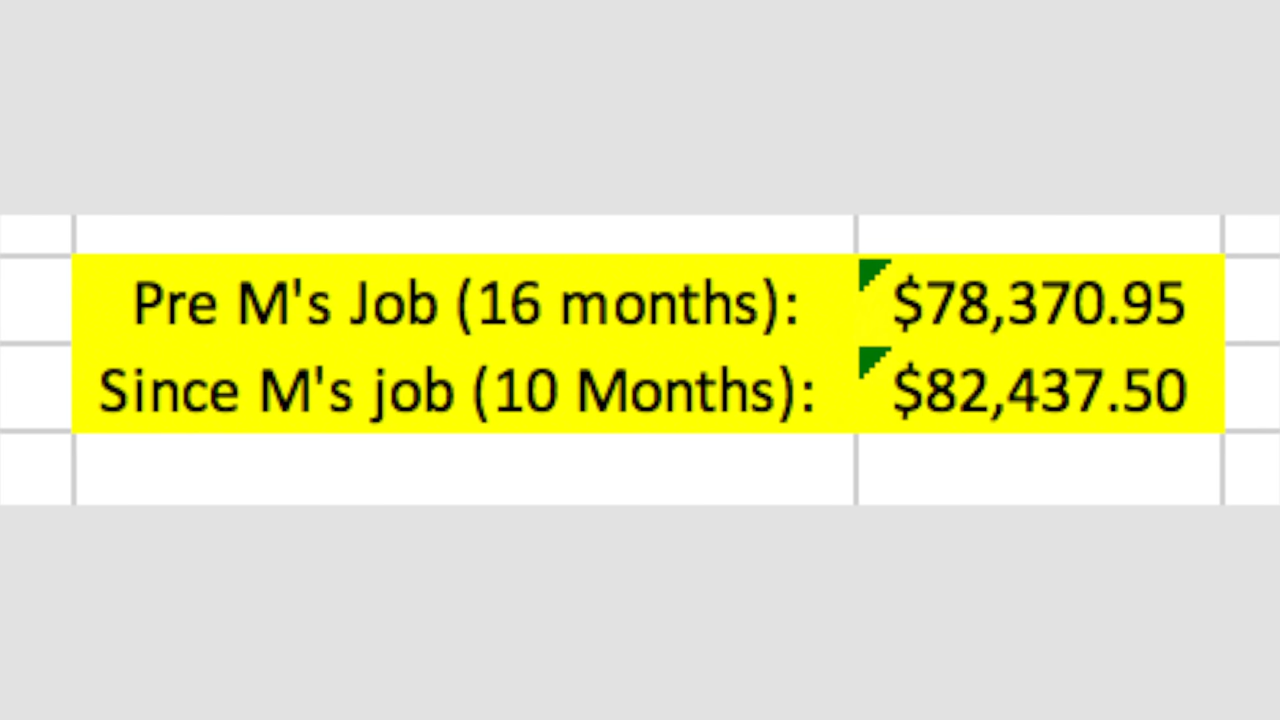 Pre M's Job (16 months): $78,370.95
Since M's job (10 Months): $82,437.50